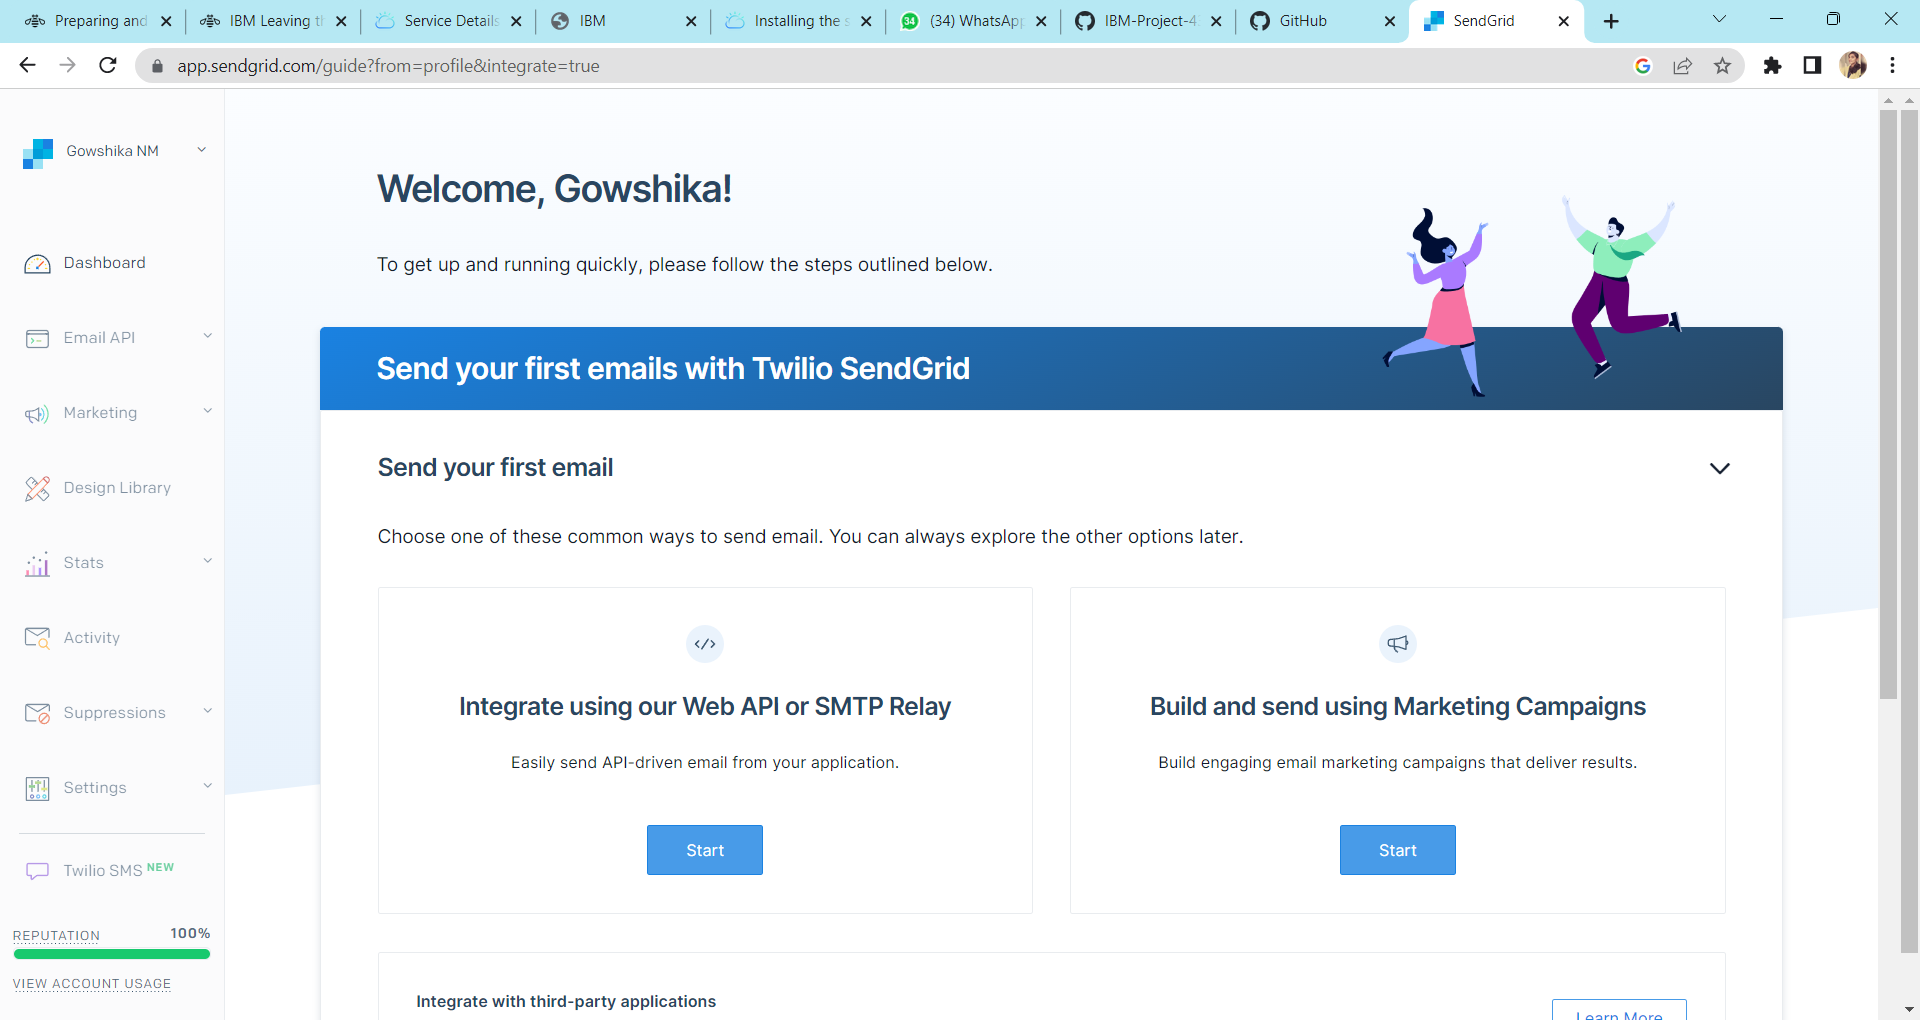 Preparing and
IBM Leaving th
Service Details
IBM
Installing the s
34
(34) WhatsApp
IBM-Project-4
GitHub
SendGrid
app.sendgrid.com/guide?from=profile&integrate=true
Gowshika NM
Dashboard
Email API
Marketing
Design Library
Stats
Activity
Suppressions
Settings
Twilio SMS NEW
REPUTATION 100%
VIEW ACCOUNT USAGE
Welcome, Gowshika!
To get up and running quickly, please follow the steps outlined below.
Send your first emails with Twilio SendGrid
Send your first email
Choose one of these common ways to send email. You can always explore the other options later.
Integrate using our Web API or SMTP Relay
Easily send API-driven email from your application.
Start
Build and send using Marketing Campaigns
Build engaging email marketing campaigns that deliver results.
Start
Integrate with third-party applications
Learn More